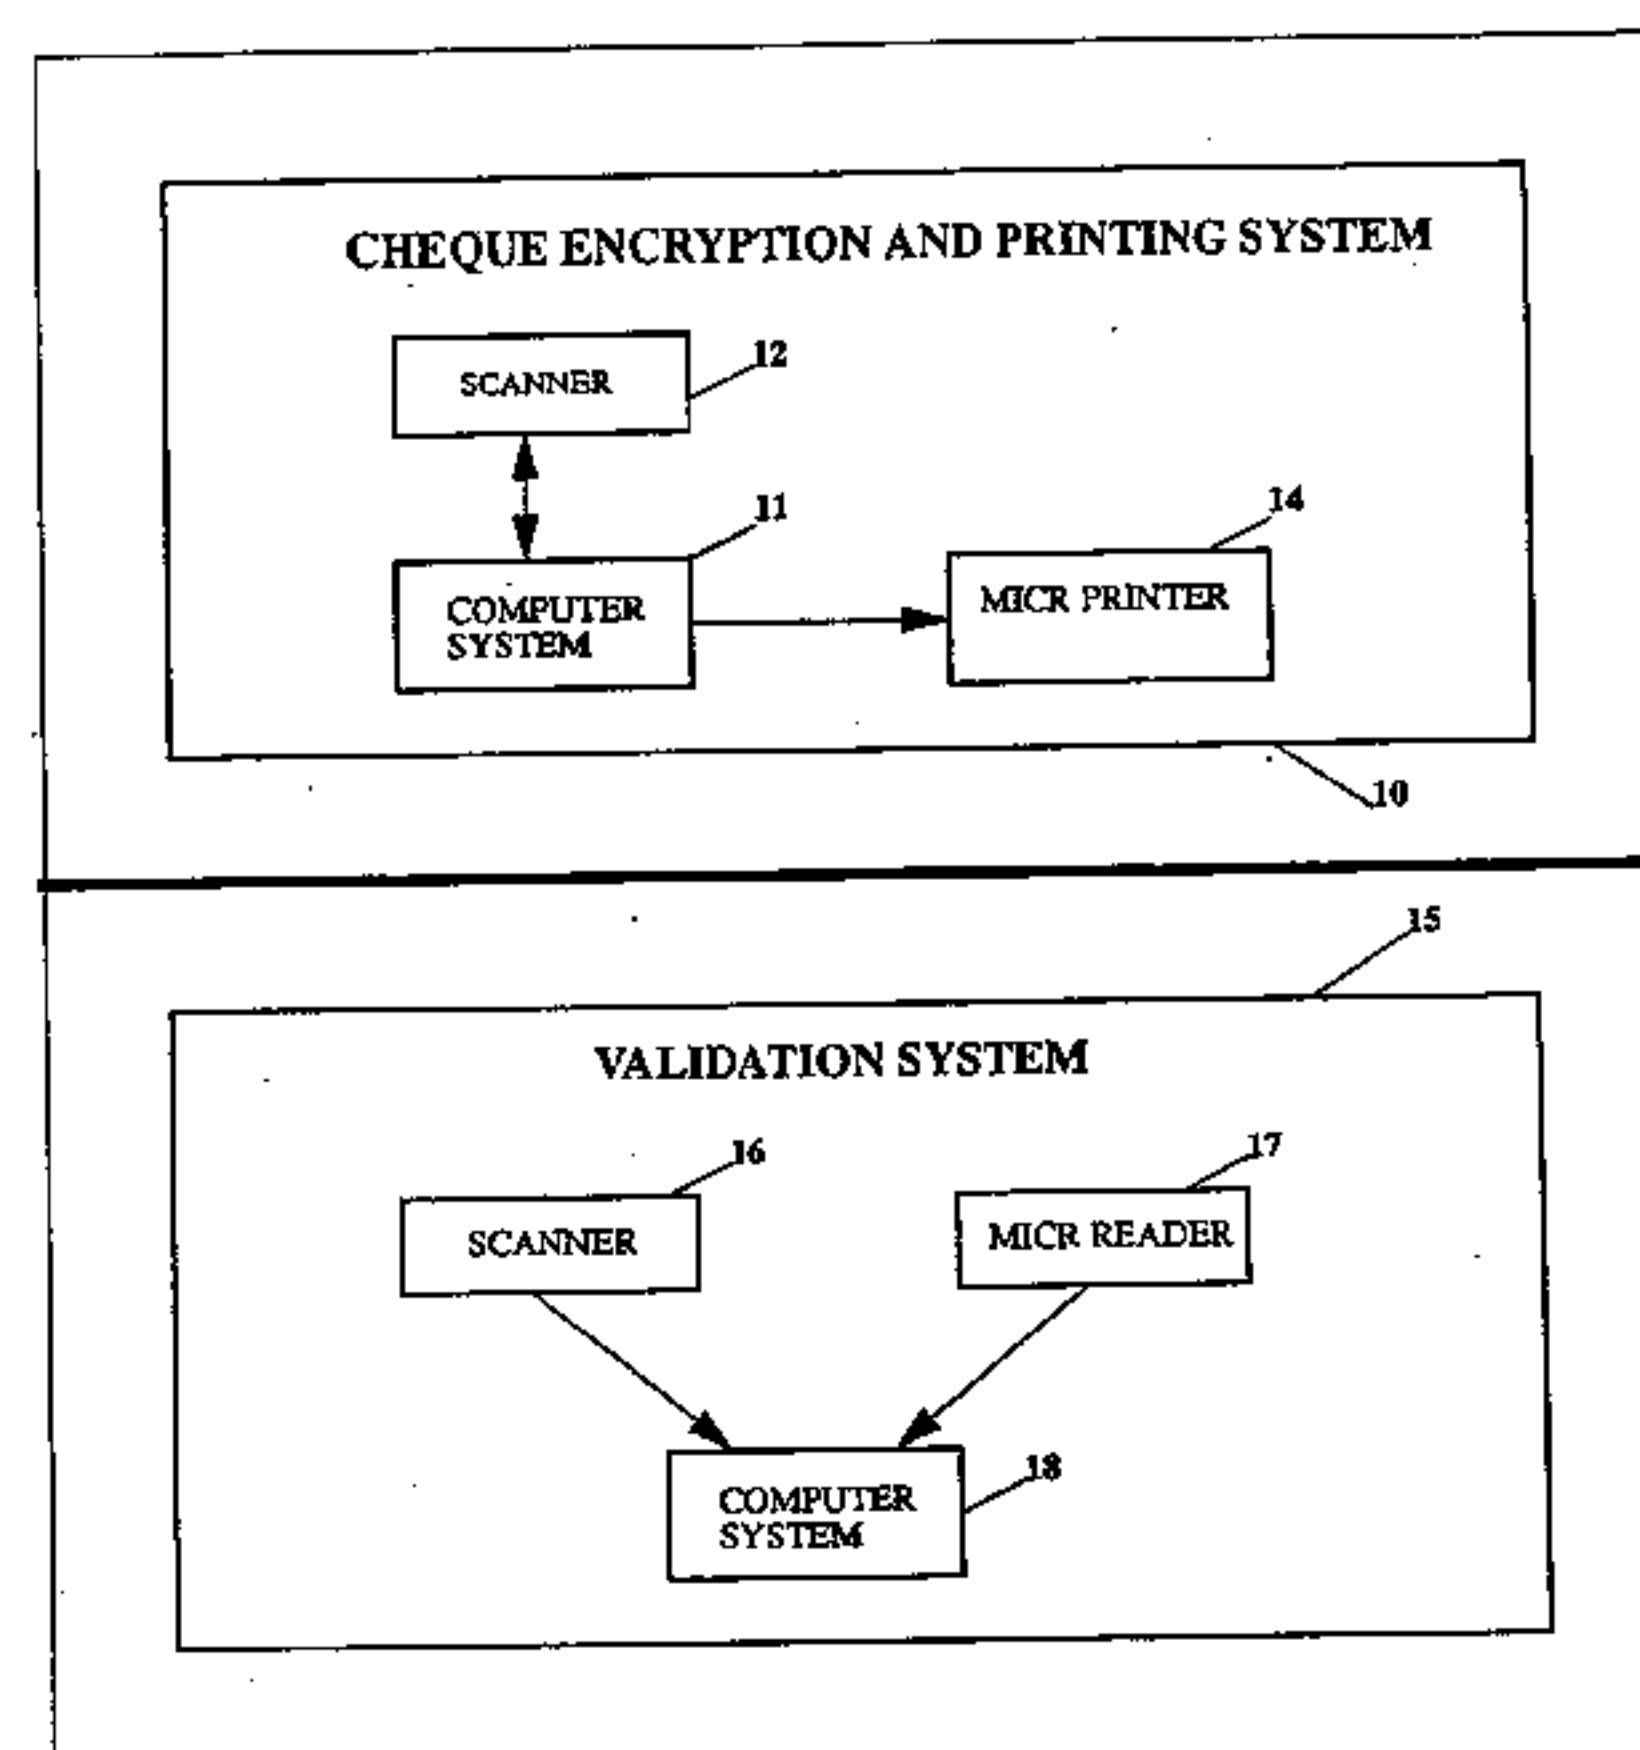 CHEQUE ENCRYPTION AND PRINTING SYSTEM
12
SCANNER
11
14
COMPUTER
SYSTEM
MICR PRINTER
10
15
VALIDATION SYSTEM
16
17
SCANNER
MICR READER
18
COMPUTER
SYSTEM